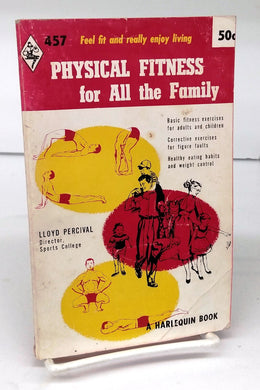 457 Feel fit and really enjoy living 50c
PHYSICAL FITNESS
for All the Family
Basic fitness exercises
for adults and children
Corrective exercises
for figure faults
Healthy eating habits
and weight control
LLOYD PERCIVAL
Director,
Sports College
A HARLEQUIN BOOK